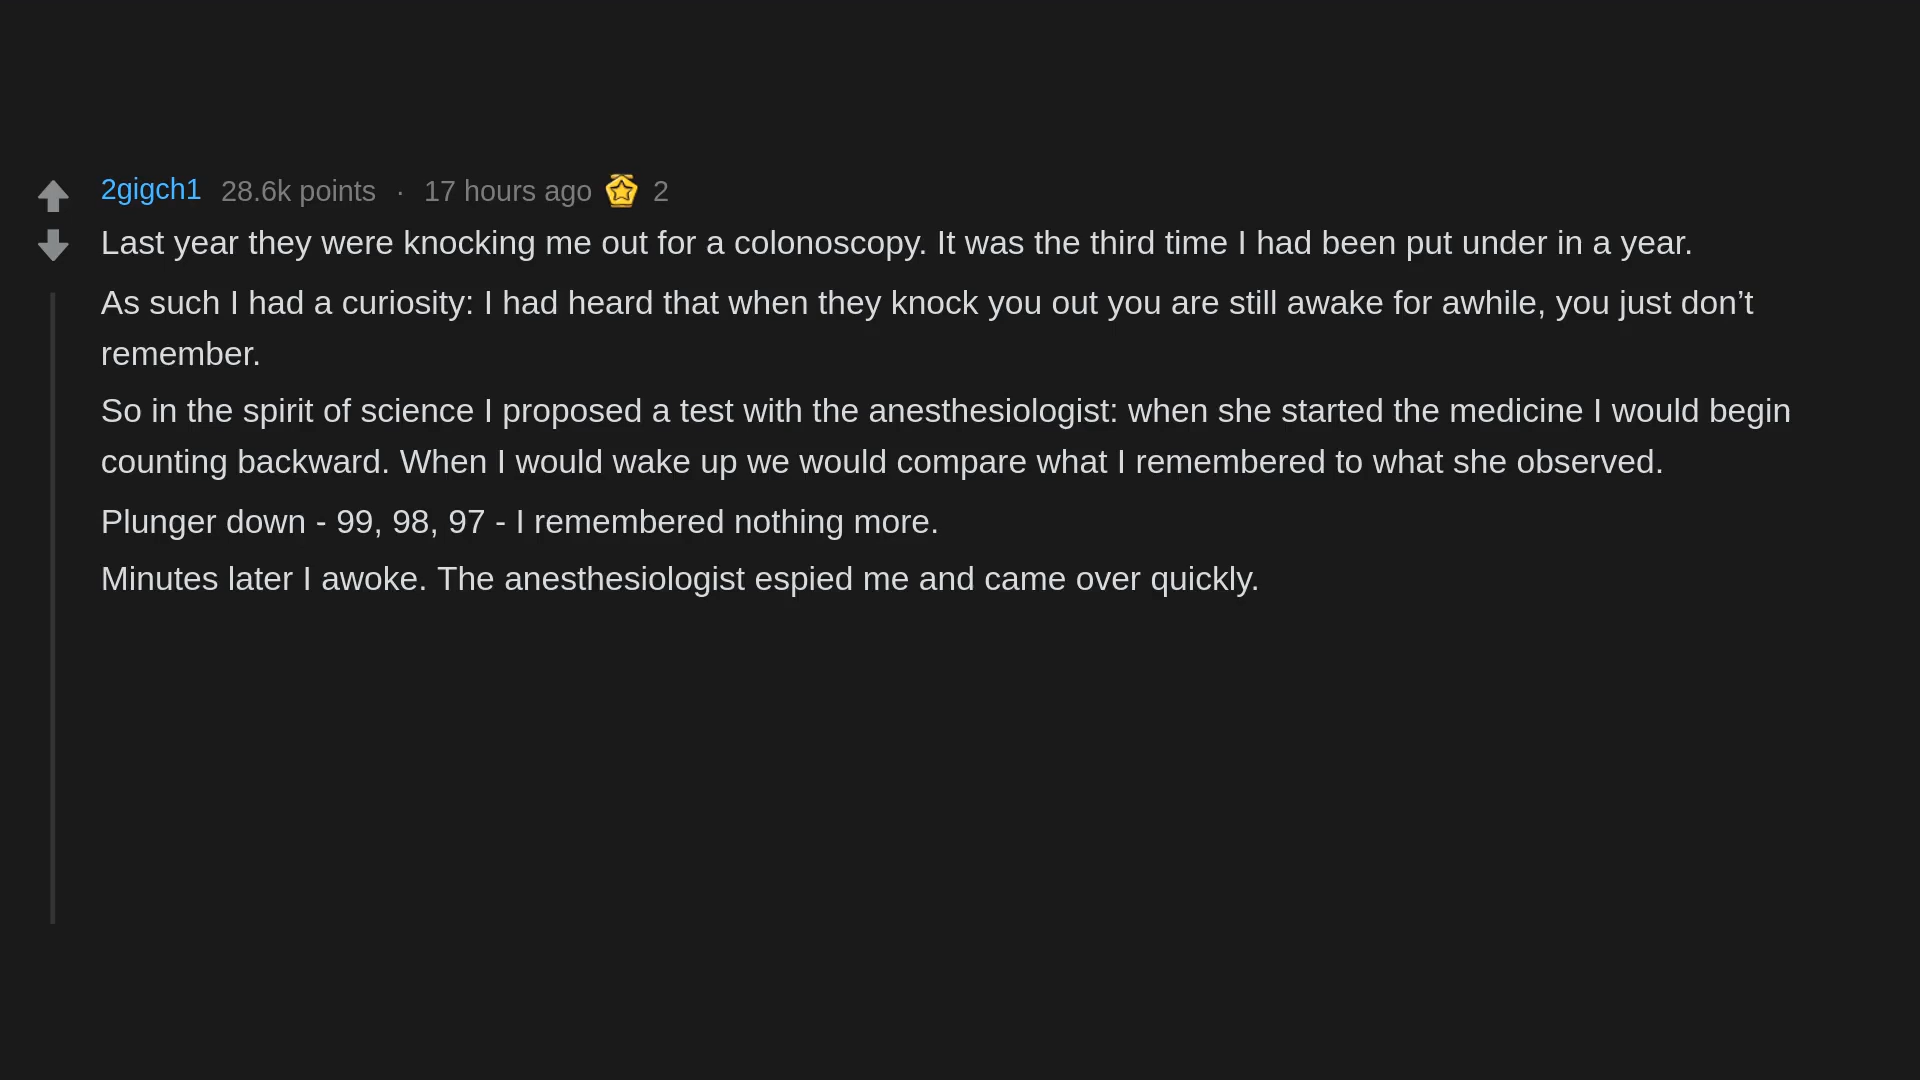 2gigch1 28.6k points · 17 hours ago 2
Last year they were knocking me out for a colonoscopy. It was the third time I had been put under in a year.
As such I had a curiosity: I had heard that when they knock you out you are still awake for awhile, you just don’t
remember.
So in the spirit of science I proposed a test with the anesthesiologist: when she started the medicine I would begin
counting backward. When I would wake up we would compare what I remembered to what she observed.
Plunger down - 99, 98, 97 - I remembered nothing more.
Minutes later I awoke. The anesthesiologist espied me and came over quickly.